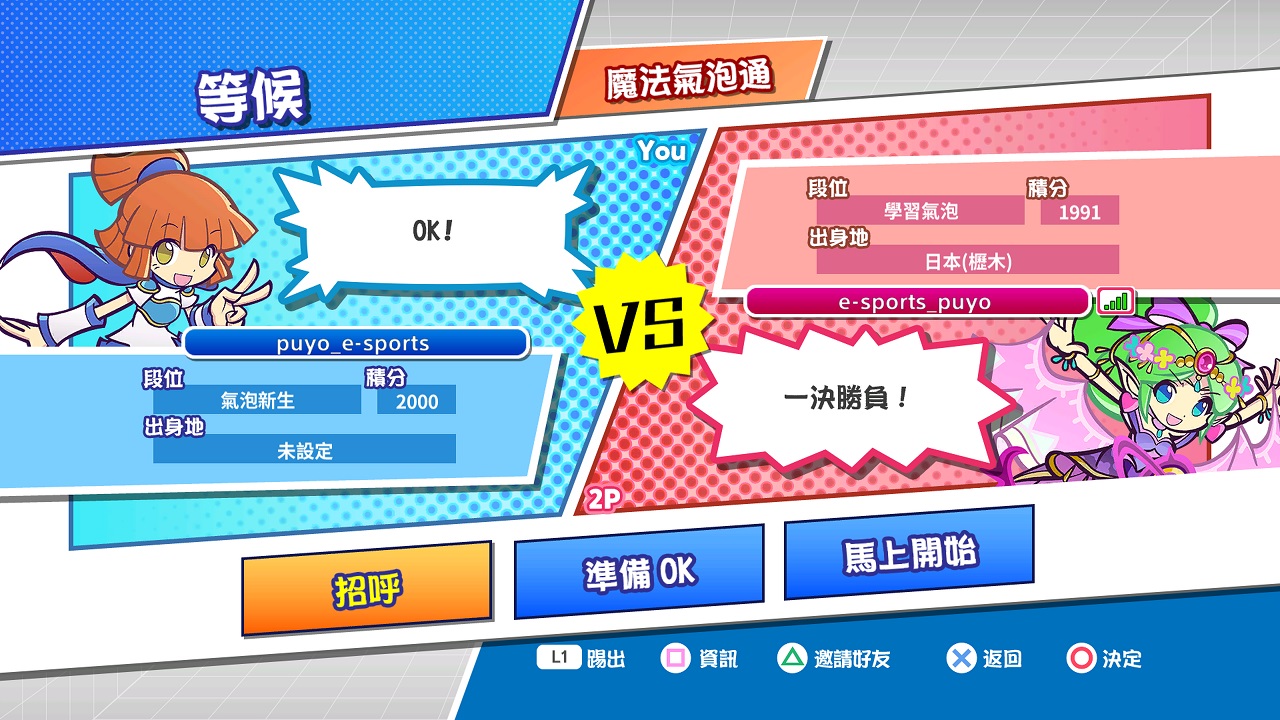 等候
魔法氣泡通
You
OK!
puyo_e-sports
段位
積分
氣泡新生
2000
出身地
未設定
VS
段位
積分
學習氣泡
1991
出身地
日本(櫪木)
e-sports_puyo
一決勝負！
2P
招呼
準備 OK
馬上開始
L1 踢出
資訊
邀請好友
返回
決定